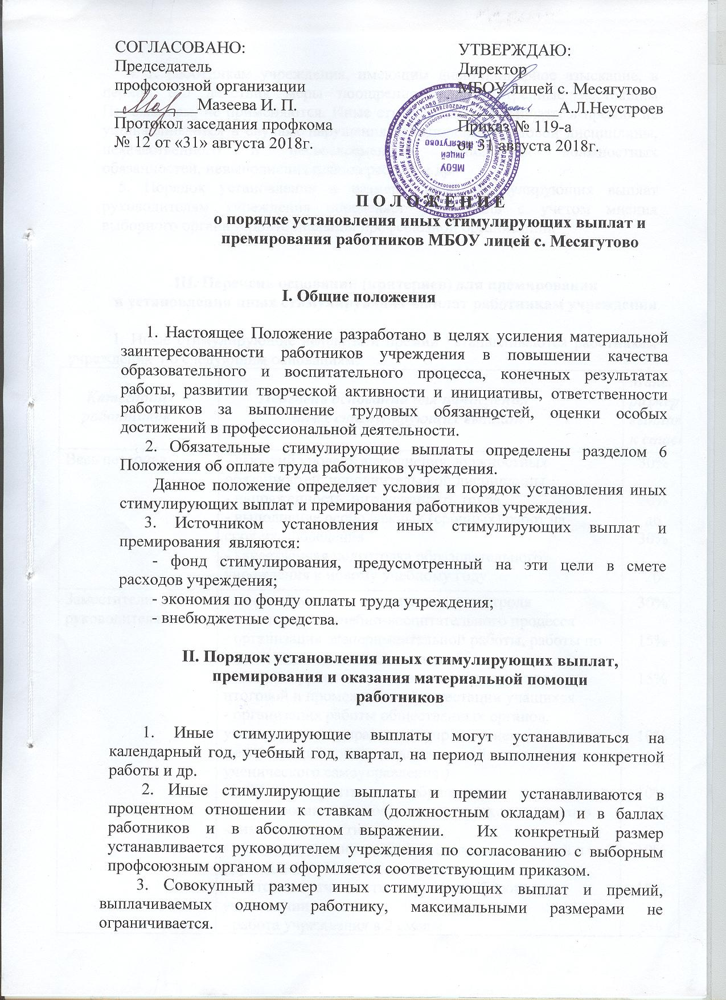 СОГЛАСОВАНО:
Председатель
профсоюзной организации
__________Мазеева И. П.
Протокол заседания профкома
№ 12 от «31» августа 2018г.
УТВЕРЖДАЮ:
Директор
МБОУ лицей с. Месягутово
____________А.Л.Неустроев
Приказ № 119-а
от 31 августа 2018г.
МБОУ
лицей
с. Месягутово
П О Л О Ж Е Н И Е
о порядке установления иных стимулирующих выплат и
премирования работников МБОУ лицей с. Месягутово
I. Общие положения
1. Настоящее Положение разработано в целях усиления материальной
заинтересованности работников учреждения в повышении качества
образовательного и воспитательного процесса, конечных результатах
работы, развитии творческой активности и инициативы, ответственности
работников за выполнение трудовых обязанностей, оценки особых
достижений в профессиональной деятельности.
2. Обязательные стимулирующие выплаты определены разделом 6
Положения об оплате труда работников учреждения.
Данное положение определяет условия и порядок установления иных
стимулирующих выплат и премирования работников учреждения.
3. Источником установления иных стимулирующих выплат и
премирования являются:
- фонд стимулирования, предусмотренный на эти цели в смете
расходов учреждения;
- экономия по фонду оплаты труда учреждения;
- внебюджетные средства.
II. Порядок установления иных стимулирующих выплат,
премирования и оказания материальной помощи
работников
1. Иные стимулирующие выплаты могут устанавливаться на
календарный год, учебный год, квартал, на период выполнения конкретной
работы и др.
2. Иные стимулирующие выплаты и премии устанавливаются в
процентном отношении к ставкам (должностным окладам) и в баллах
работников и в абсолютном выражении. Их конкретный размер
устанавливается руководителем учреждения по согласованию с выборным
профсоюзным органом и оформляется соответствующим приказом.
3. Совокупный размер иных стимулирующих выплат и премий,
выплачиваемых одному работнику, максимальными размерами не
ограничивается.